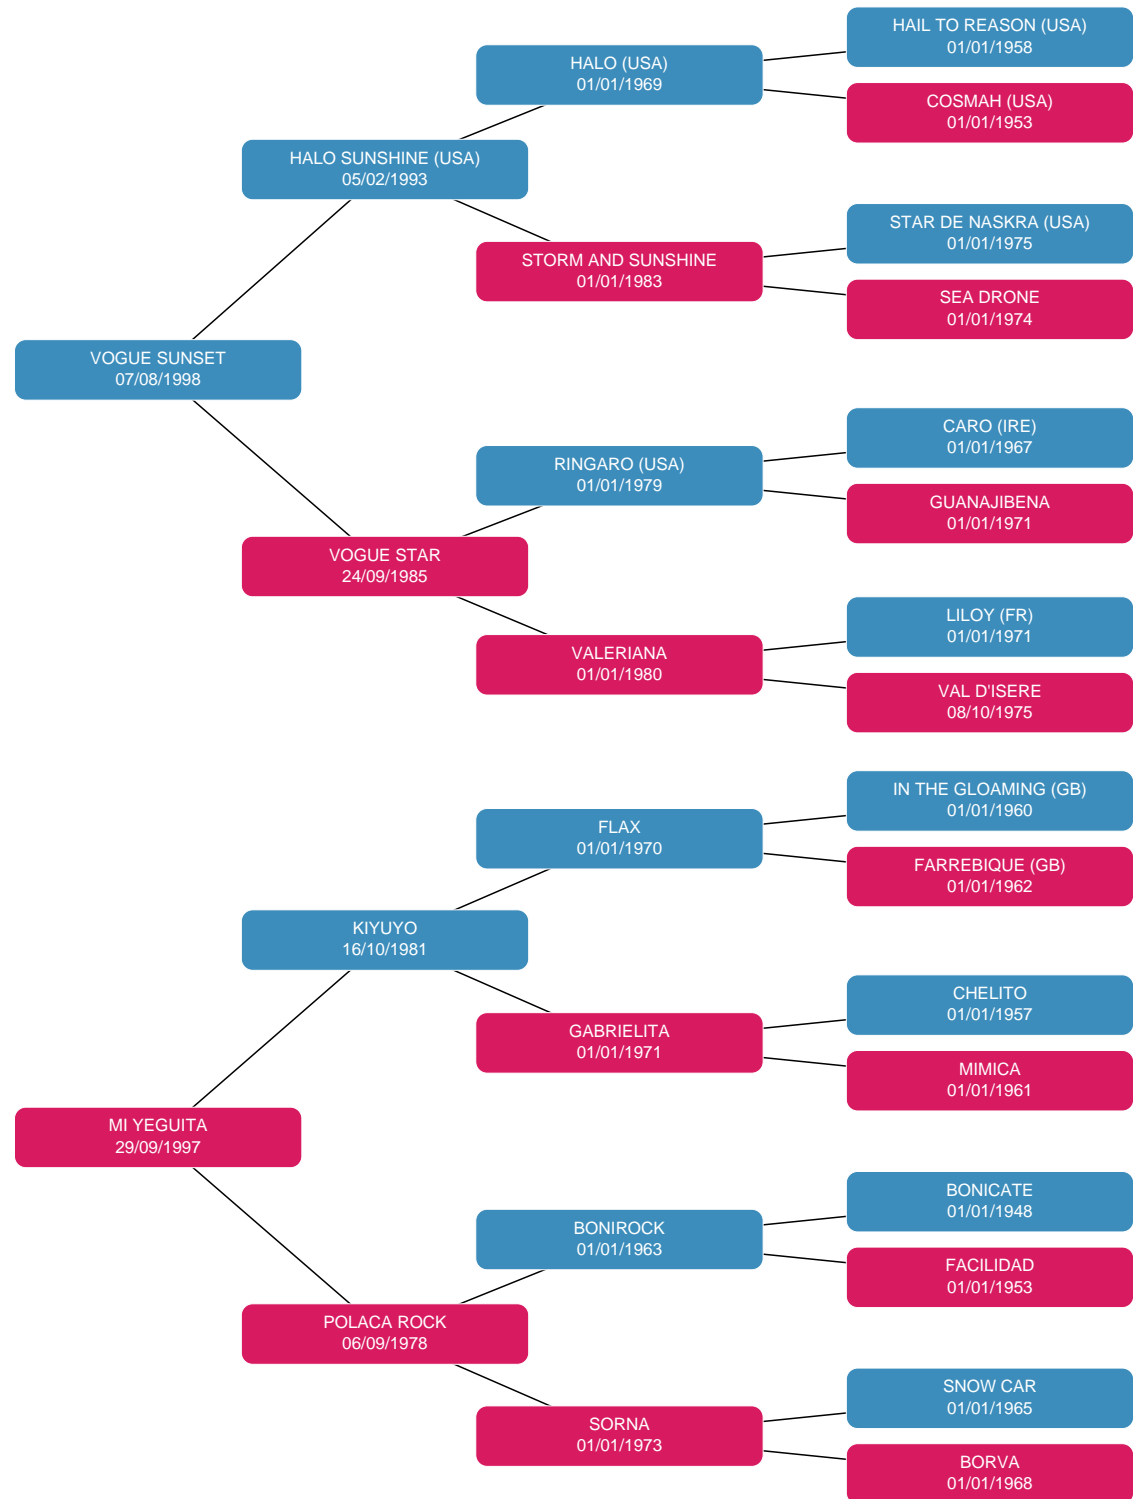 HAIL TO REASON (USA)
01/01/1958
HALO (USA)
01/01/1969
COSMAH (USA)
01/01/1953
HALO SUNSHINE (USA)
05/02/1993
STAR DE NASKRA (USA)
01/01/1975
STORM AND SUNSHINE
01/01/1983
SEA DRONE
01/01/1974
VOGUE SUNSET
07/08/1998
CARO (IRE)
01/01/1967
RINGARO (USA)
01/01/1979
GUANAJIBENA
01/01/1971
VOGUE STAR
24/09/1985
LILOY (FR)
01/01/1971
VALERIANA
01/01/1980
VAL D'ISERE
08/10/1975
IN THE GLOAMING (GB)
01/01/1960
FLAX
01/01/1970
FARREBIQUE (GB)
01/01/1962
KIYUYO
16/10/1981
CHELITO
01/01/1957
GABRIELITA
01/01/1971
MIMICA
01/01/1961
MI YEGUITA
29/09/1997
BONICATE
01/01/1948
BONIROCK
01/01/1963
FACILIDAD
01/01/1953
POLACA ROCK
06/09/1978
SNOW CAR
01/01/1965
SORNA
01/01/1973
BORVA
01/01/1968